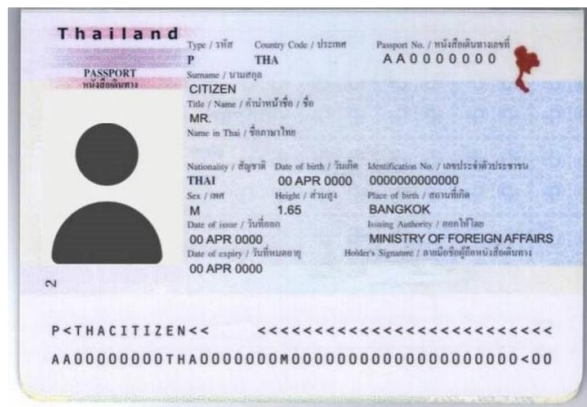 Thailand
PASSPORT
หนังสือเดินทาง
Type / รหัส Country Code / ประเทศ Passport No. / หนังสือเดินทางเลขที่
P THA AA0000000
Surname / นามสกุล
CITIZEN
Title / Name / คำนำหน้าชื่อ / ชื่อ
MR.
Name in Thai / ชื่อภาษาไทย
Nationality / สัญชาติ Date of birth / วันเกิด Identification No. / เลขประจำตัวประชาชน
THAI 00 APR 0000 0000000000000
Sex / เพศ Height / ส่วนสูง Place of birth / สถานที่เกิด
M 1.65 BANGKOK
Date of issue / วันที่ออก Issuing Authority / ออกให้โดย
00 APR 0000 MINISTRY OF FOREIGN AFFAIRS
Date of expiry / วันที่หมดอายุ Holder's Signature / ลายมือชื่อผู้ถือหนังสือเดินทาง
00 APR 0000
2
P<THACITIZEN<< <<<<<<<<<<<<<<<<<<<<<<<<<<<
AA00000000THA0000000M00000000000000000000<00